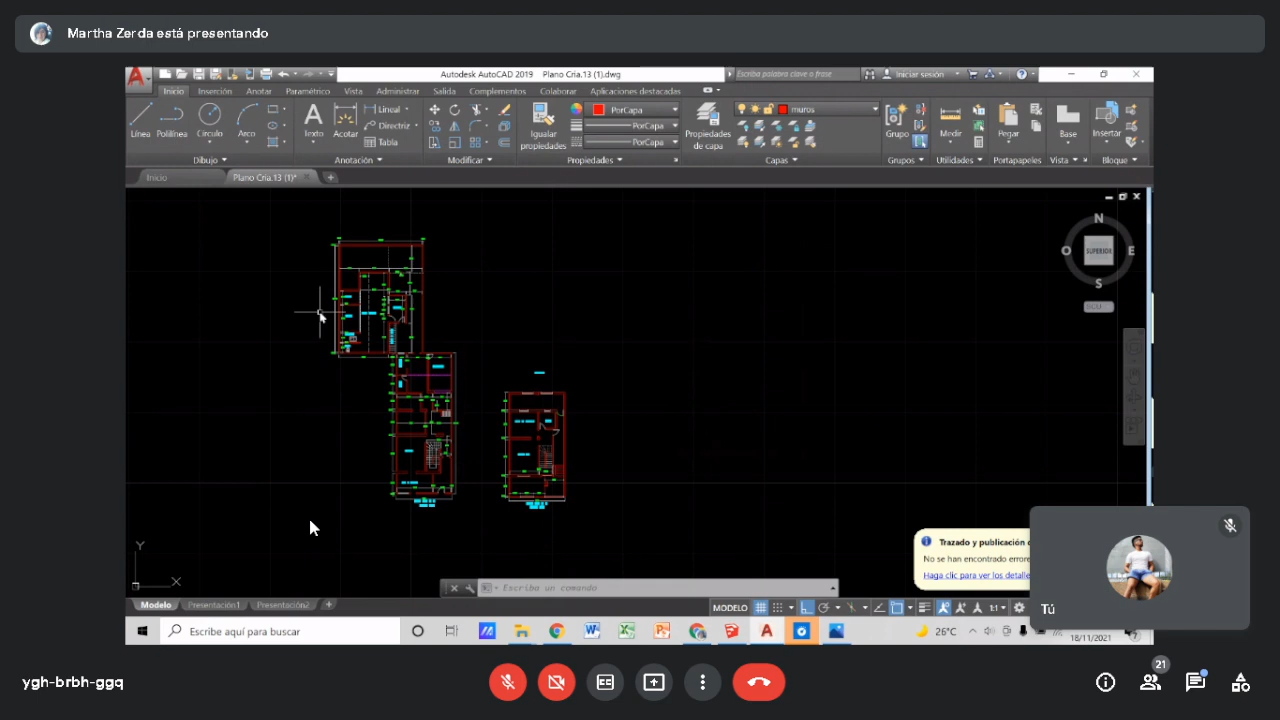 Martha Zerda está presentando
Autodesk AutoCAD 2019 Plano Cria.13 (1).dwg
Escriba palabra clave o frase
Iniciar sesión
Inicio Inserción Anotar Paramétrico Vista Administrar Salida Complementos Colaborar Aplicaciones destacadas
Línea Polilínea Círculo Arco
Texto Acotar
Lineal
Directriz
Tabla
Igualar
propiedades
PorCapa
PorCapa
PorCapa
Propiedades
de capa
muros
Grupo
Medir
Pegar
Base
Insertar
Dibujo Anotación Modificar Propiedades Capas Grupos Utilidades Portapapeles Vista Bloque
Inicio Plano Cria.13 (1)*
N
O SUPERIOR E
S
Y
X
Trazado y publicación
No se han encontrado errore
Haga clic para ver los detalle
Escriba un comando
Modelo Presentación1 Presentación2
MODELO 1:1
Tú
Escribe aquí para buscar
26°C
18/11/2021
ygh-brbh-ggq
21